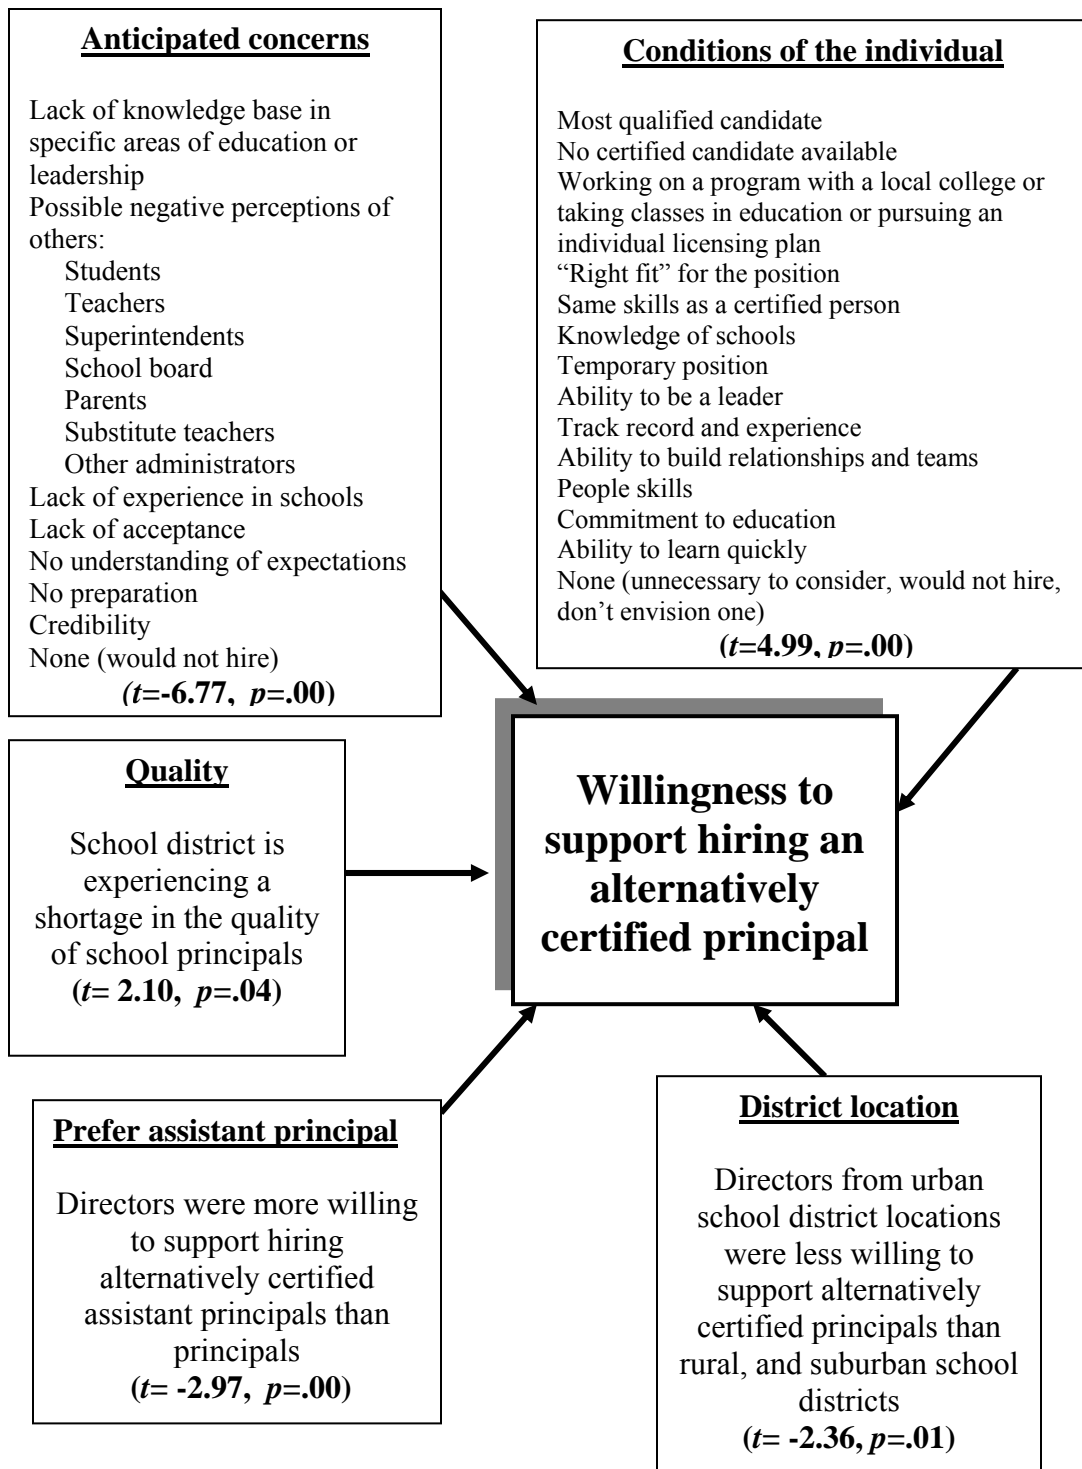 Anticipated concerns
Lack of knowledge base in
specific areas of education or
leadership
Possible negative perceptions of
others:
Students
Teachers
Superintendents
School board
Parents
Substitute teachers
Other administrators
Lack of experience in schools
Lack of acceptance
No understanding of expectations
No preparation
Credibility
None (would not hire)
(t=-6.77, p=.00)
Conditions of the individual
Most qualified candidate
No certified candidate available
Working on a program with a local college or
taking classes in education or pursuing an
individual licensing plan
“Right fit” for the position
Same skills as a certified person
Knowledge of schools
Temporary position
Ability to be a leader
Track record and experience
Ability to build relationships and teams
People skills
Commitment to education
Ability to learn quickly
None (unnecessary to consider, would not hire,
don’t envision one)
(t=4.99, p=.00)
Quality
School district is
experiencing a
shortage in the quality
of school principals
(t= 2.10, p=.04)
Willingness to
support hiring an
alternatively
certified principal
Prefer assistant principal
Directors were more willing
to support hiring
alternatively certified
assistant principals than
principals
(t= -2.97, p=.00)
District location
Directors from urban
school district locations
were less willing to
support alternatively
certified principals than
rural, and suburban school
districts
(t= -2.36, p=.01)